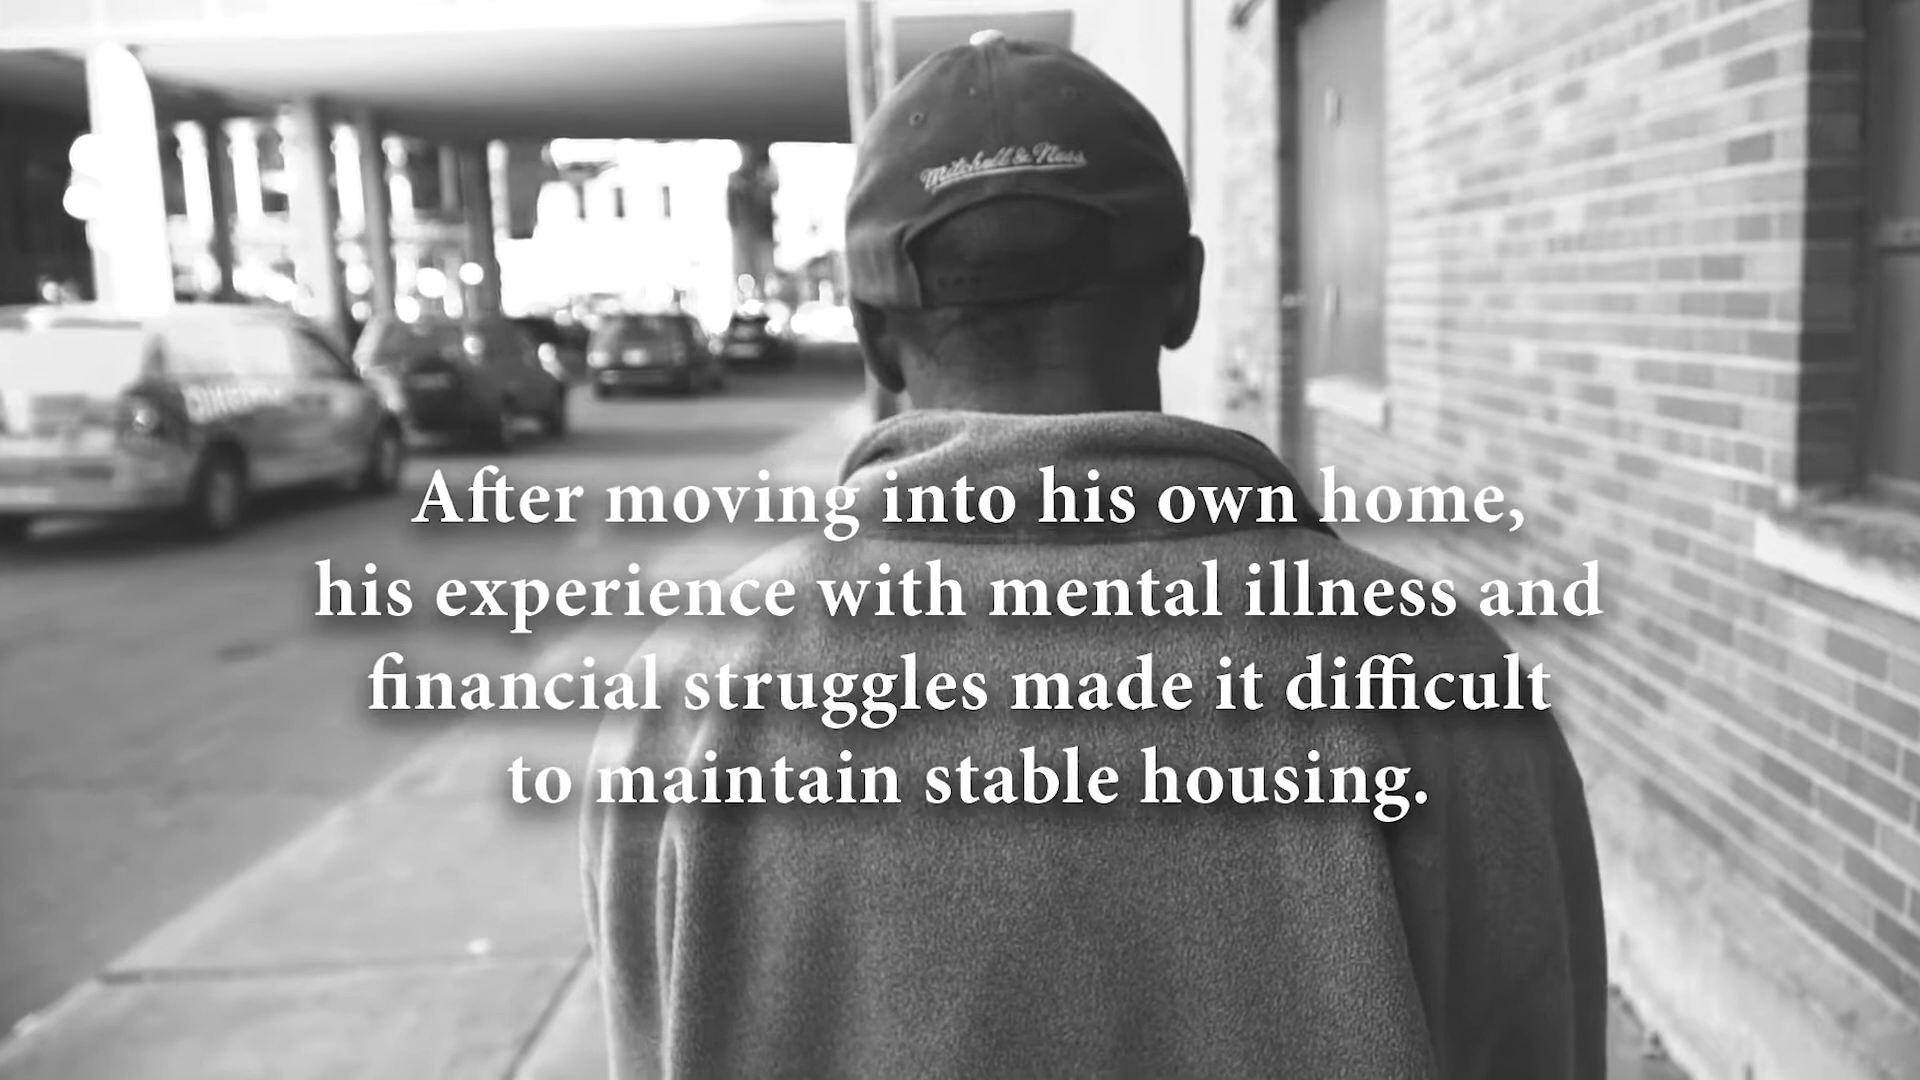 Mitchell & Ness
After moving into his own home,
his experience with mental illness and
financial struggles made it difficult
to maintain stable housing.